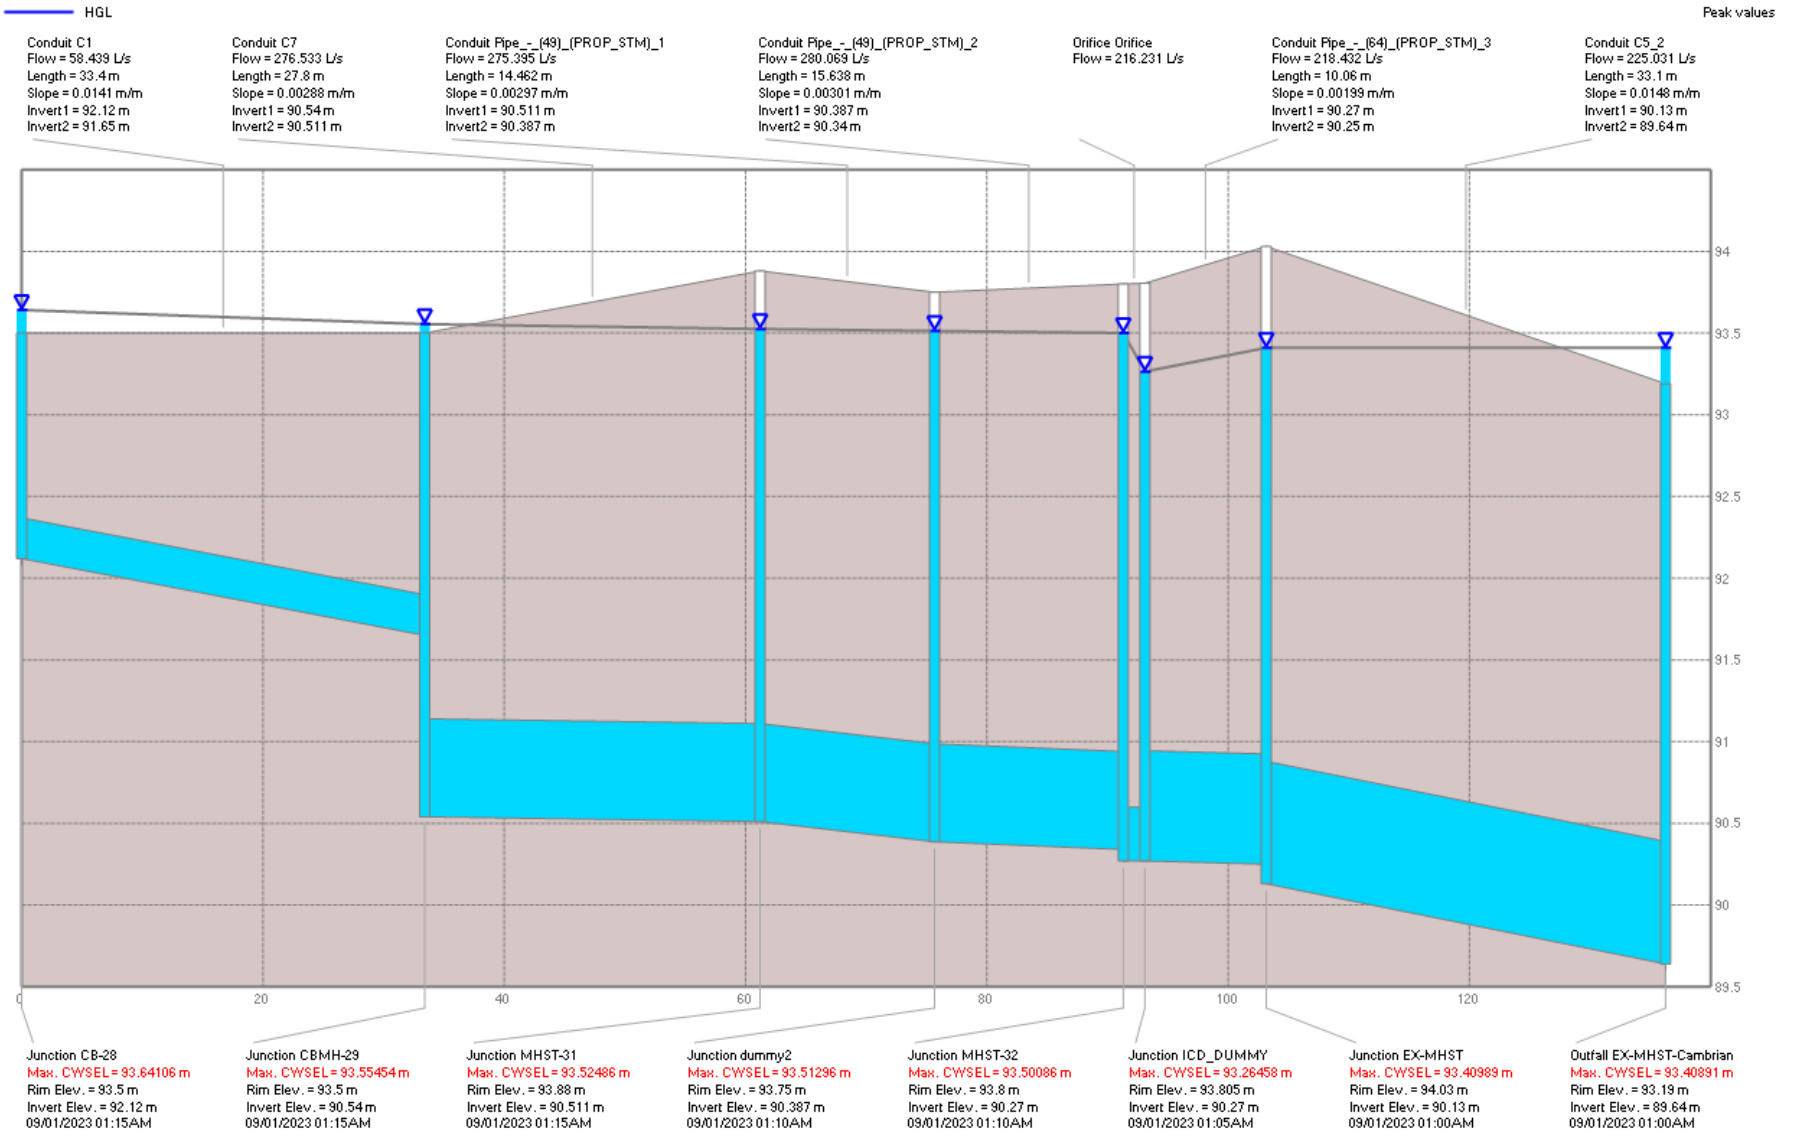 HGL
Peak values
Conduit C1
Flow = 58.439 L/s
Length = 33.4 m
Slope = 0.0141 m/m
Invert1 = 92.12 m
Invert2 = 91.65 m
Conduit C7
Flow = 276.533 L/s
Length = 27.8 m
Slope = 0.00288 m/m
Invert1 = 90.54 m
Invert2 = 90.511 m
Conduit Pipe_-_(49)_(PROP_STM)_1
Flow = 275.395 L/s
Length = 14.462 m
Slope = 0.00297 m/m
Invert1 = 90.511 m
Invert2 = 90.387 m
Conduit Pipe_-_(49)_(PROP_STM)_2
Flow = 280.069 L/s
Length = 15.638 m
Slope = 0.00301 m/m
Invert1 = 90.387 m
Invert2 = 90.34 m
Orifice Orifice
Flow = 216.231 L/s
Conduit Pipe_-_(64)_(PROP_STM)_3
Flow = 218.432 L/s
Length = 10.06 m
Slope = 0.00199 m/m
Invert1 = 90.27 m
Invert2 = 90.25 m
Conduit C5_2
Flow = 225.031 L/s
Length = 33.1 m
Slope = 0.0148 m/m
Invert1 = 90.13 m
Invert2 = 89.64 m
94
93.5
93
92.5
92
91.5
91
90.5
90
89.5
0
20
40
60
80
100
120
Junction CB-28
Max. CWSEL = 93.64106 m
Rim Elev. = 93.5 m
Invert Elev. = 92.12 m
09/01/2023 01:15AM
Junction CBMH-29
Max. CWSEL = 93.55454 m
Rim Elev. = 93.5 m
Invert Elev. = 90.54 m
09/01/2023 01:15AM
Junction MHST-31
Max. CWSEL = 93.52486 m
Rim Elev. = 93.88 m
Invert Elev. = 90.511 m
09/01/2023 01:15AM
Junction dummy2
Max. CWSEL = 93.51296 m
Rim Elev. = 93.75 m
Invert Elev. = 90.387 m
09/01/2023 01:10AM
Junction MHST-32
Max. CWSEL = 93.50086 m
Rim Elev. = 93.8 m
Invert Elev. = 90.27 m
09/01/2023 01:10AM
Junction ICD_DUMMY
Max. CWSEL = 93.26458 m
Rim Elev. = 93.805 m
Invert Elev. = 90.27 m
09/01/2023 01:05AM
Junction EX-MHST
Max. CWSEL = 93.40989 m
Rim Elev. = 94.03 m
Invert Elev. = 90.13 m
09/01/2023 01:00AM
Outfall EX-MHST-Cambrian
Max. CWSEL = 93.40891 m
Rim Elev. = 93.19 m
Invert Elev. = 89.64 m
09/01/2023 01:00AM